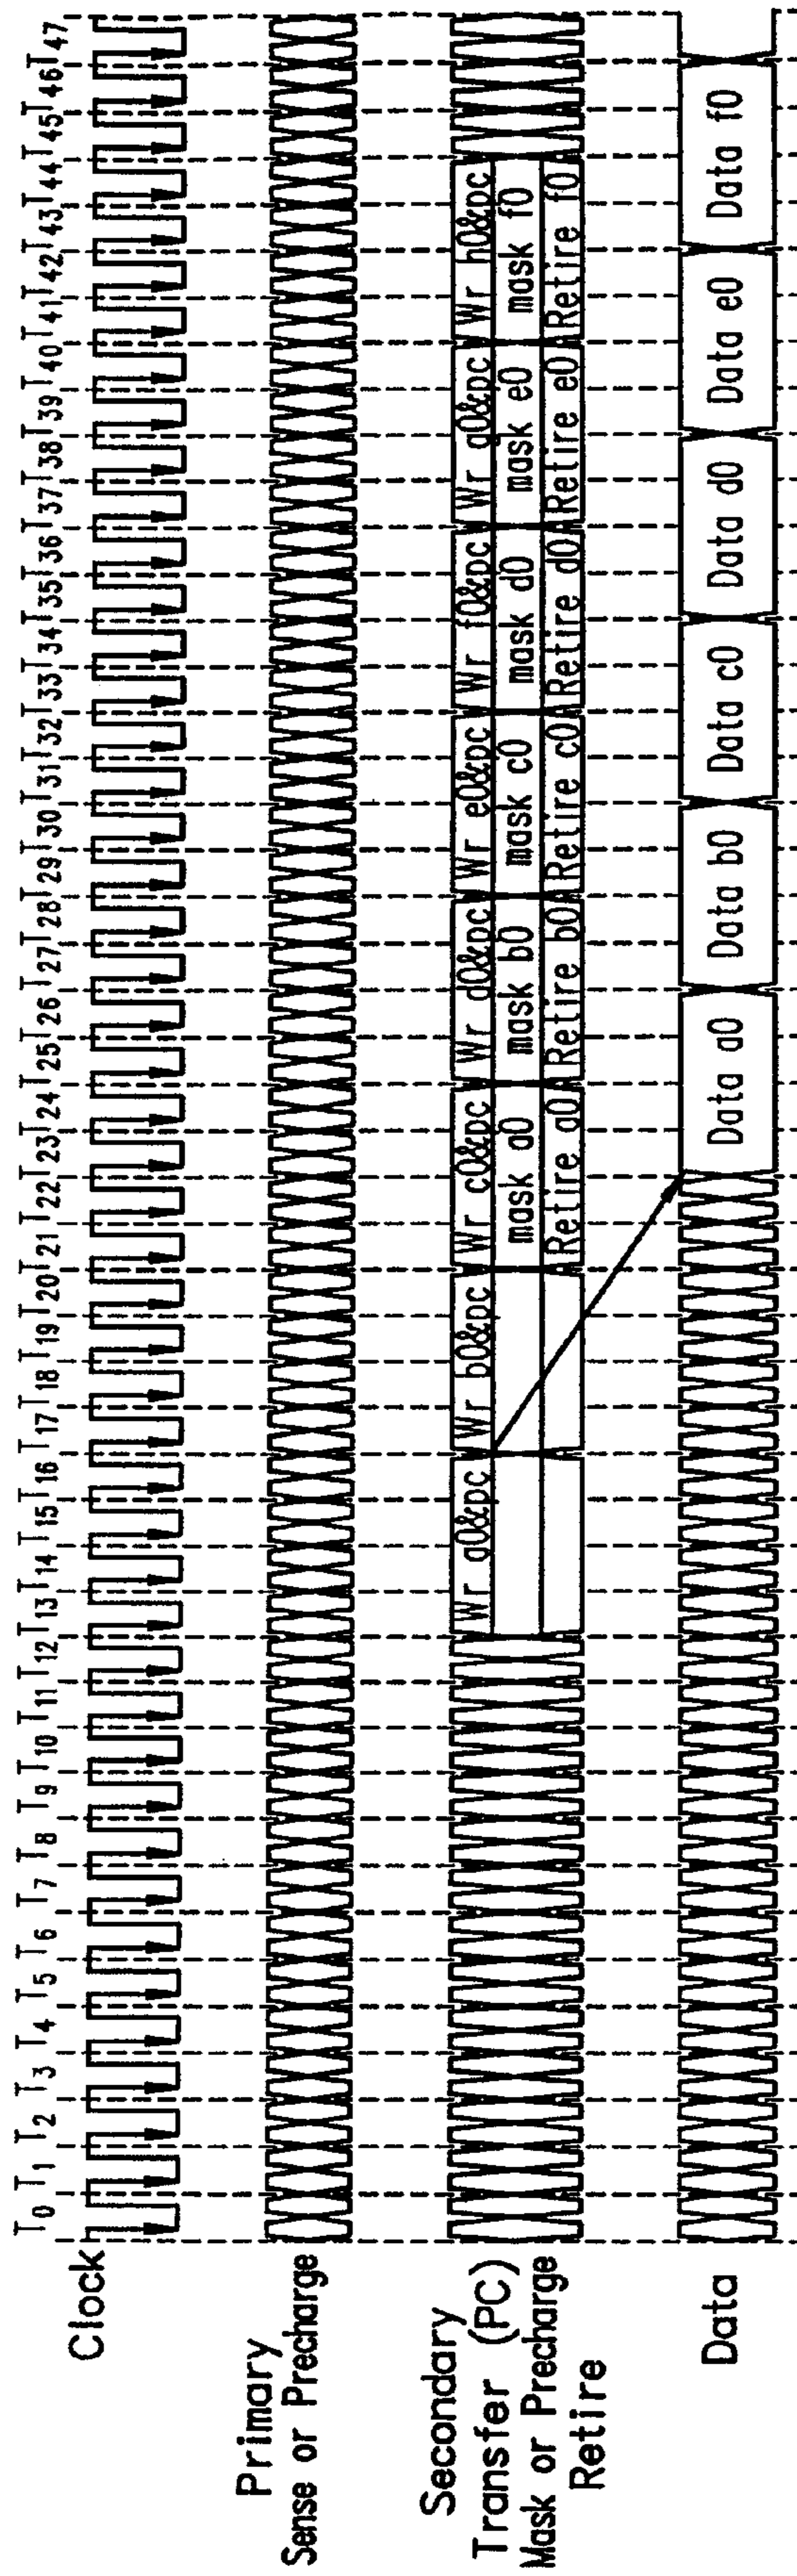 T0 T1 T2 T3 T4 T5 T6 T7 T8 T9 T10 T11 T12 T13 T14 T15 T16 T17 T18 T19 T20 T21 T22 T23 T24 T25 T26 T27 T28 T29 T30 T31 T32 T33 T34 T35 T36 T37 T38 T39 T40 T41 T42 T43 T44 T45 T46 T47
Clock
Primary
Sense or Precharge
Secondary
Transfer (PC)
Mask or Precharge
Retire
Wr a0&pc Wr b0&pc Wr c0&pc Wr d0&pc Wr e0&pc Wr f0&pc Wr g0&pc Wr h0&pc
mask a0 mask b0 mask c0 mask d0 mask e0 mask f0
Retire a0 Retire b0 Retire c0 Retire d0 Retire e0 Retire f0
Data
Data a0 Data b0 Data c0 Data d0 Data e0 Data f0